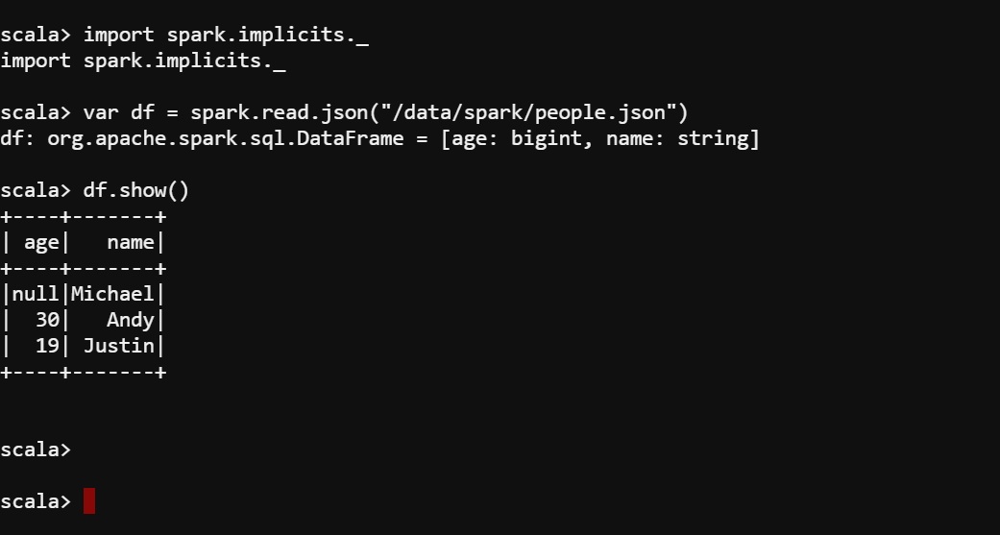 scala> import spark.implicits._
import spark.implicits._
scala> var df = spark.read.json("/data/spark/people.json")
df: org.apache.spark.sql.DataFrame = [age: bigint, name: string]
scala> df.show()
+----+-------+
| age|   name|
+----+-------+
|null|Michael|
|  30|   Andy|
|  19| Justin|
+----+-------+
scala>
scala>